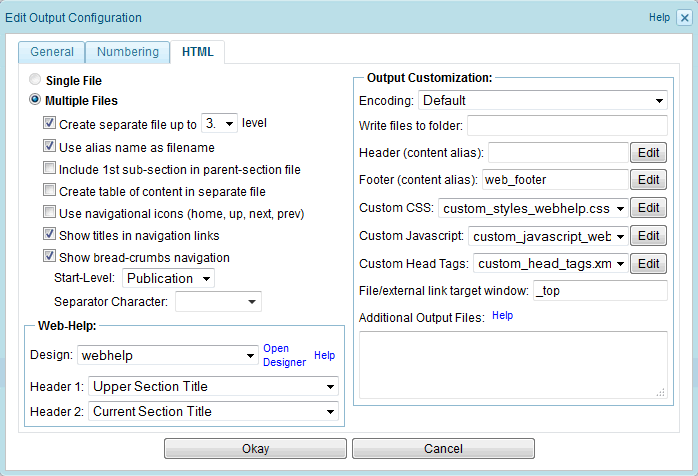 Edit Output Configuration
Help
General
Numbering
HTML
Single File
Multiple Files
Create separate file up to 3. level
Use alias name as filename
Include 1st sub-section in parent-section file
Create table of content in separate file
Use navigational icons (home, up, next, prev)
Show titles in navigation links
Show bread-crumbs navigation
Start-Level: Publication
Separator Character:
Web-Help:
Design: webhelp
Open Designer
Help
Header 1: Upper Section Title
Header 2: Current Section Title
Output Customization:
Encoding: Default
Write files to folder:
Header (content alias): Edit
Footer (content alias): web_footer Edit
Custom CSS: custom_styles_webhelp.css Edit
Custom Javascript: custom_javascript_web Edit
Custom Head Tags: custom_head_tags.xm Edit
File/external link target window: _top
Additional Output Files: Help
Okay
Cancel